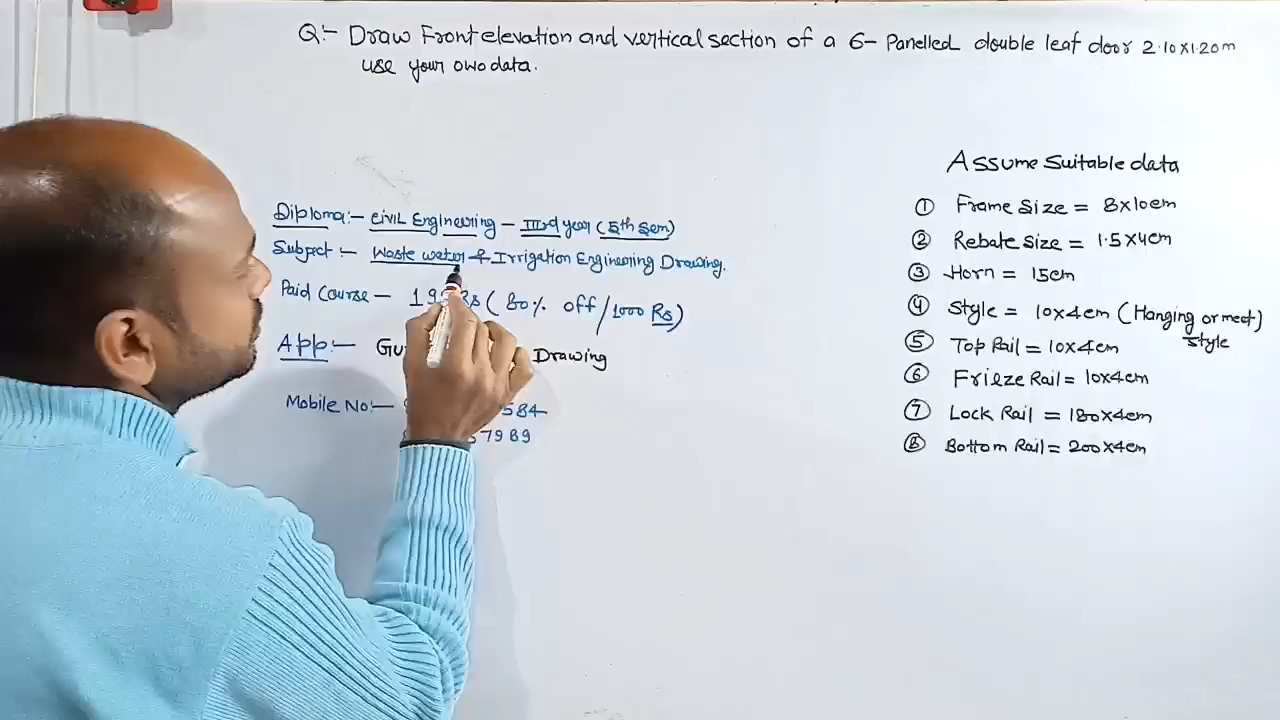 Q:- Draw Front elevation and vertical section of a 6- Panelled double leaf door 2.10x1.20m
use your own data.
Diploma:- Civil Engineering - IIIrd year (5th Sem)
Subject :- Waste water & Irrigation Engineering Drawing.
Paid Course - Rs (80% off/1000 Rs)
App:- Drawing
Mobile No:- 584
7989
Assume suitable data
① Frame Size = 8x10cm
② Rebate size = 1.5x4cm
③ Horn = 15cm
④ Style = 10x4cm (Hanging or meet)
style
⑤ Top Rail = 10x4cm
⑥ Frieze Rail = 10x4cm
⑦ Lock Rail = 180x4cm
⑧ Bottom Rail = 200x4cm